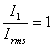 I₁ / Iᵣₘₛ = 1